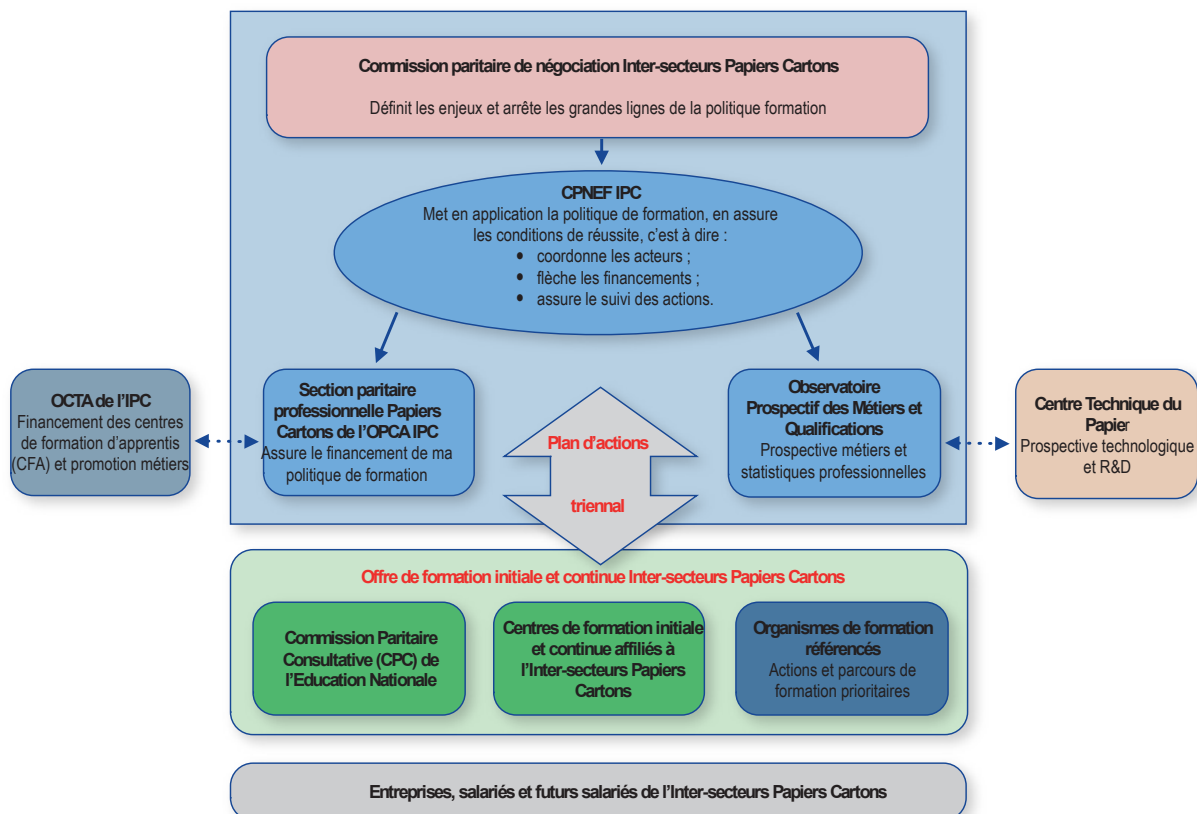 Commission paritaire de négociation Inter-secteurs Papiers Cartons
Définit les enjeux et arrête les grandes lignes de la politique formation
CPNEF IPC
Met en application la politique de formation, en assure
les conditions de réussite, c'est à dire :
• coordonne les acteurs ;
• flèche les financements ;
• assure le suivi des actions.
OCTA de l'IPC
Financement des centres
de formation d'apprentis
(CFA) et promotion métiers
Section paritaire
professionnelle Papiers
Cartons de l'OPCA IPC
Assure le financement de ma
politique de formation
Plan d'actions
triennal
Observatoire
Prospectif des Métiers et
Qualifications
Prospective métiers et
statistiques professionnelles
Centre Technique du
Papier
Prospective technologique
et R&D
Offre de formation initiale et continue Inter-secteurs Papiers Cartons
Commission Paritaire
Consultative (CPC) de
l'Education Nationale
Centres de formation initiale
et continue affiliés à
l'Inter-secteurs Papiers
Cartons
Organismes de formation
référencés
Actions et parcours de
formation prioritaires
Entreprises, salariés et futurs salariés de l'Inter-secteurs Papiers Cartons